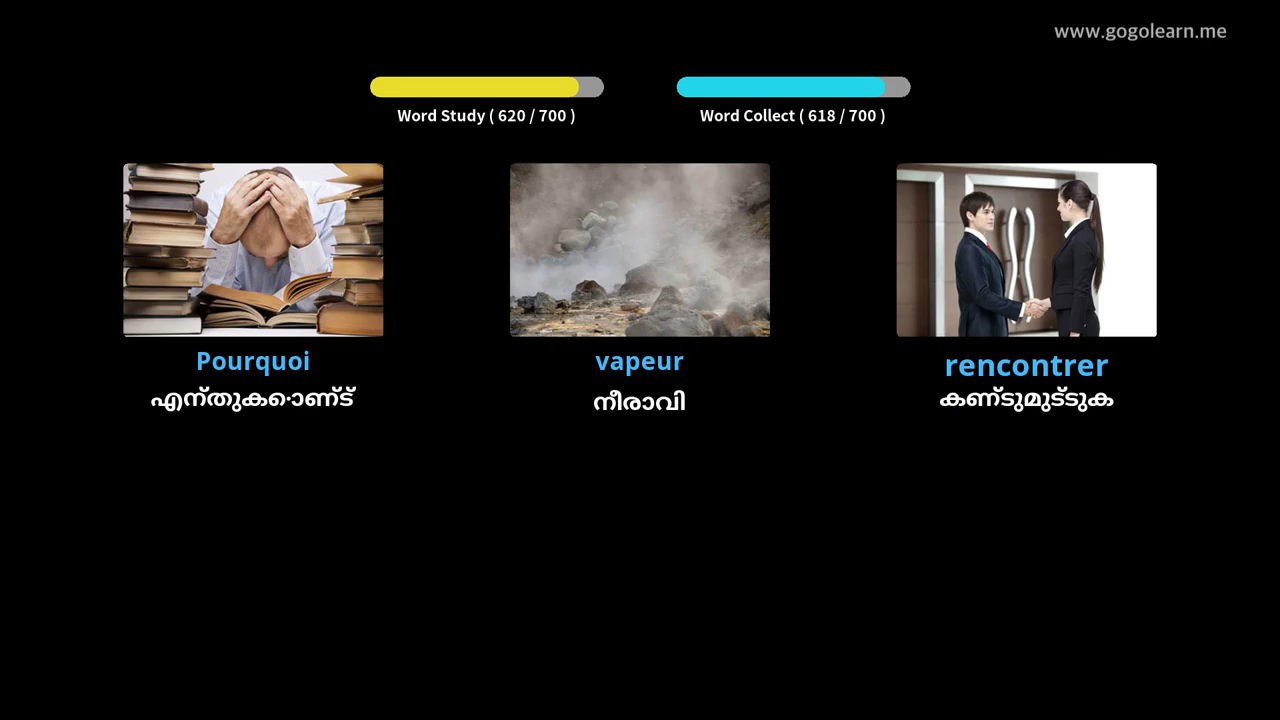 www.gogolearn.me
Word Study ( 620 / 700 )
Word Collect ( 618 / 700 )
Pourquoi
എന്തുകൊണ്ട്
vapeur
നീരാവി
rencontrer
കണ്ടുമുട്ടുക